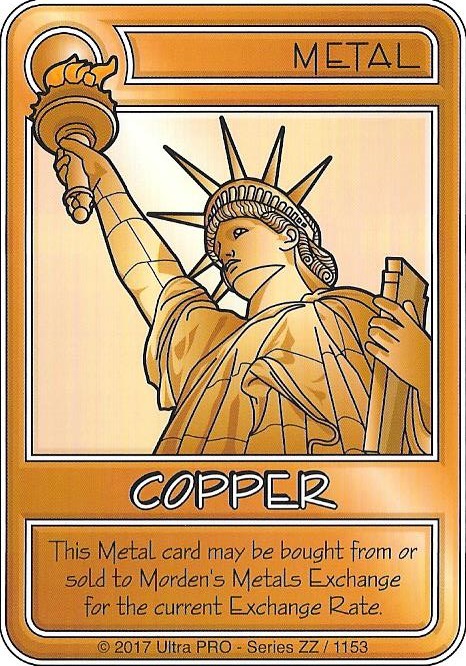 METAL
COPPER
This Metal card may be bought from or
sold to Morden's Metals Exchange
for the current Exchange Rate.
© 2017 Ultra PRO - Series ZZ / 1153